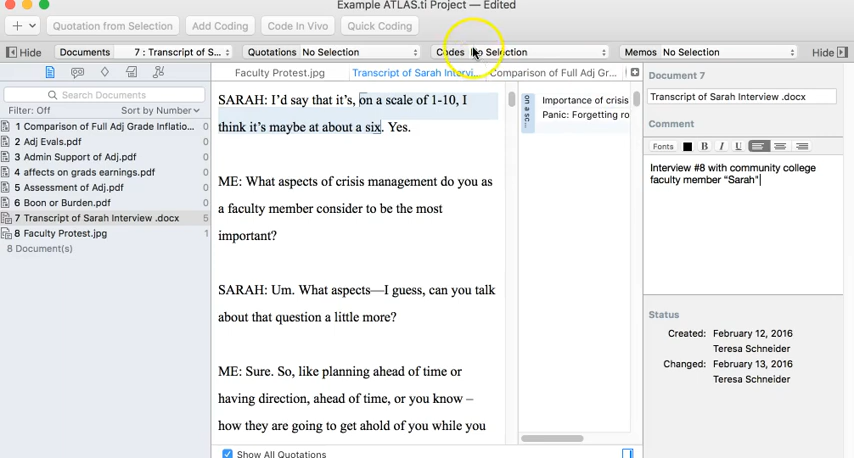 Example ATLAS.ti Project — Edited
Quotation from Selection Add Coding Code In Vivo Quick Coding
Hide Documents 7 : Transcript of S... Quotations No Selection Codes No Selection Memos No Selection Hide
Faculty Protest.jpg Transcript of Sarah Intervi... Comparison of Full Adj Gr...
Search Documents
Filter: Off Sort by Number
1 Comparison of Full Adj Grade Inflatio... 0
2 Adj Evals.pdf 0
3 Admin Support of Adj.pdf 0
4 affects on grads earnings.pdf 0
5 Assessment of Adj.pdf 0
6 Boon or Burden.pdf 0
7 Transcript of Sarah Interview .docx 5
8 Faculty Protest.jpg 1
8 Document(s)
SARAH: I'd say that it's, on a scale of 1-10, I
think it's maybe at about a six. Yes.
ME: What aspects of crisis management do you as
a faculty member consider to be the most
important?
SARAH: Um. What aspects—I guess, can you talk
about that question a little more?
ME: Sure. So, like planning ahead of time or
having direction, ahead of time, or you know –
how they are going to get ahold of you while you
Show All Quotations
on a sc...
Importance of crisis
Panic: Forgetting ro
Document 7
Transcript of Sarah Interview .docx
Comment
Fonts B I U
Interview #8 with community college
faculty member "Sarah"
Status
Created: February 12, 2016
Teresa Schneider
Changed: February 13, 2016
Teresa Schneider